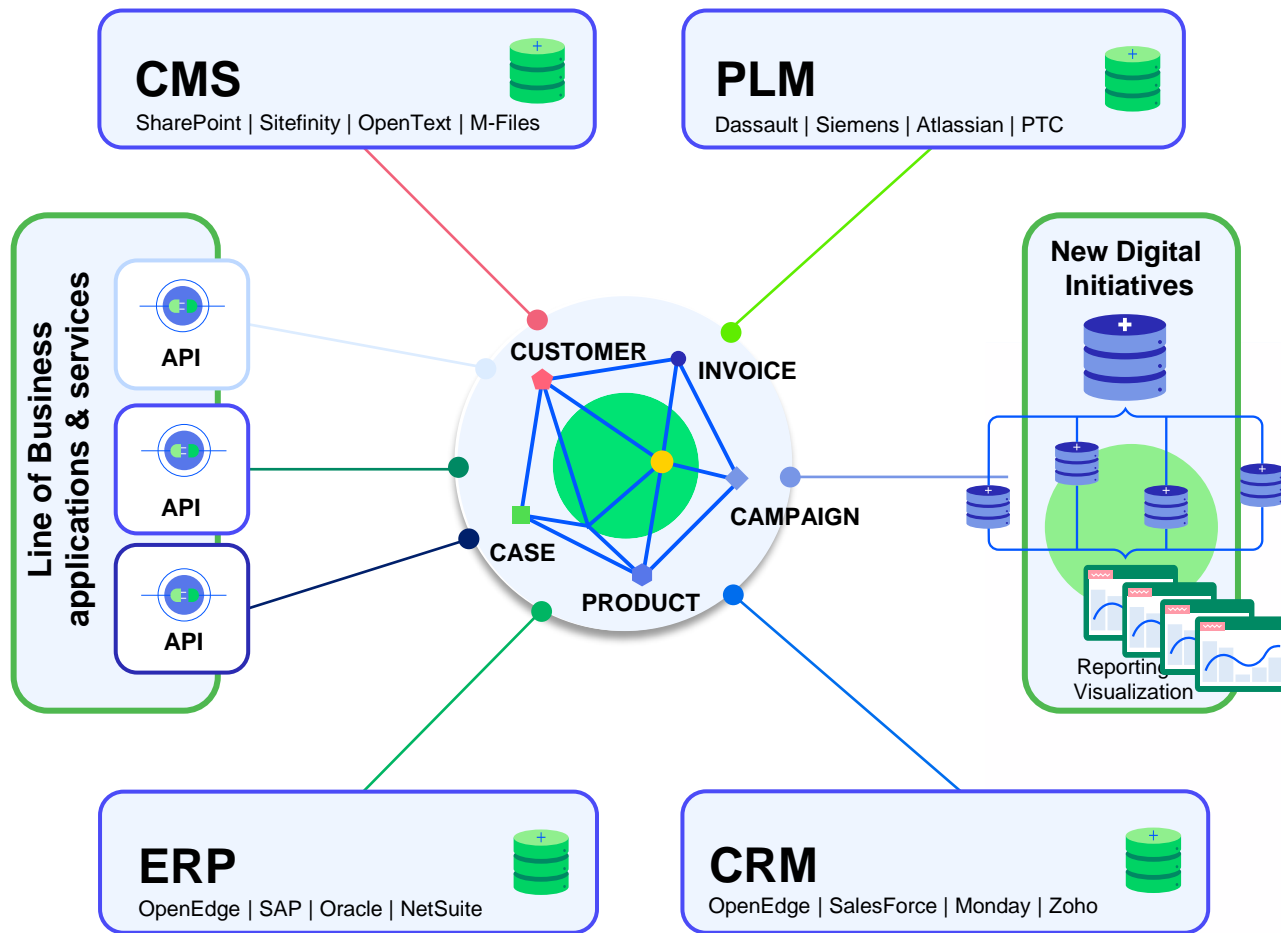 CMS
SharePoint | Sitefinity | OpenText | M-Files
PLM
Dassault | Siemens | Atlassian | PTC
Line of Business
applications & services
API
API
API
CUSTOMER
INVOICE
CAMPAIGN
CASE
PRODUCT
New Digital
Initiatives
Reporting
Visualization
ERP
OpenEdge | SAP | Oracle | NetSuite
CRM
OpenEdge | SalesForce | Monday | Zoho